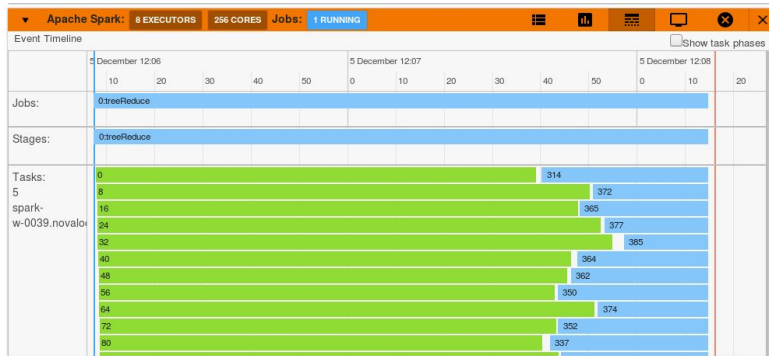 Apache Spark: 8 EXECUTORS 256 CORES Jobs: 1 RUNNING
Event Timeline Show task phases
5 December 12:06 5 December 12:07 5 December 12:08
10 20 30 40 50 0 10 20 30 40 50 0 10 20
Jobs: 0:treeReduce
Stages: 0:treeReduce
Tasks: 0 314
5 8 372
spark- 16 365
w-0039.novaloc 24 377
32 385
40 364
48 362
56 350
64 374
72 352
80 337